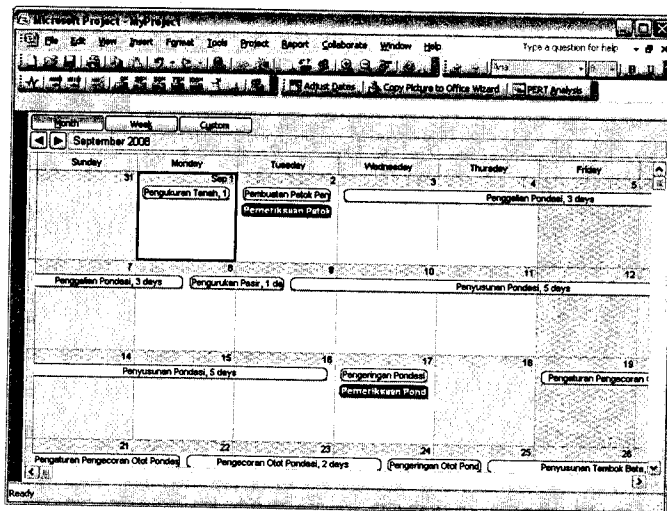 Microsoft Project - MyProject
File Edit View Insert Format Tools Project Report Collaborate Window Help Type a question for help
Arial 8 B I U
Adjust Dates Copy Picture to Office Wizard PERT Analysis
Month Week Custom
September 2008
Sunday Monday Tuesday Wednesday Thursday Friday
31 Sep 1 2 3 4 5
Pengukuran Tanah, 1 Pembuatan Patok Pen Penggalian Pondasi, 3 days
Pemeriksaan Patok
7 8 9 10 11 12
Penggalian Pondasi, 3 days Pengurukan Pasir, 1 da Penyusunan Pondasi, 5 days
14 15 16 17 18 19
Penyusunan Pondasi, 5 days Pengeringan Pondasi Pengaturan Pengecoran
Pemeriksaan Pond
21 22 23 24 25 26
Pengaturan Pengecoran Otot Pondas Pengecoran Otot Pondasi, 2 days Pengeringan Otot Pond Penyusunan Tembok Bata,
Ready